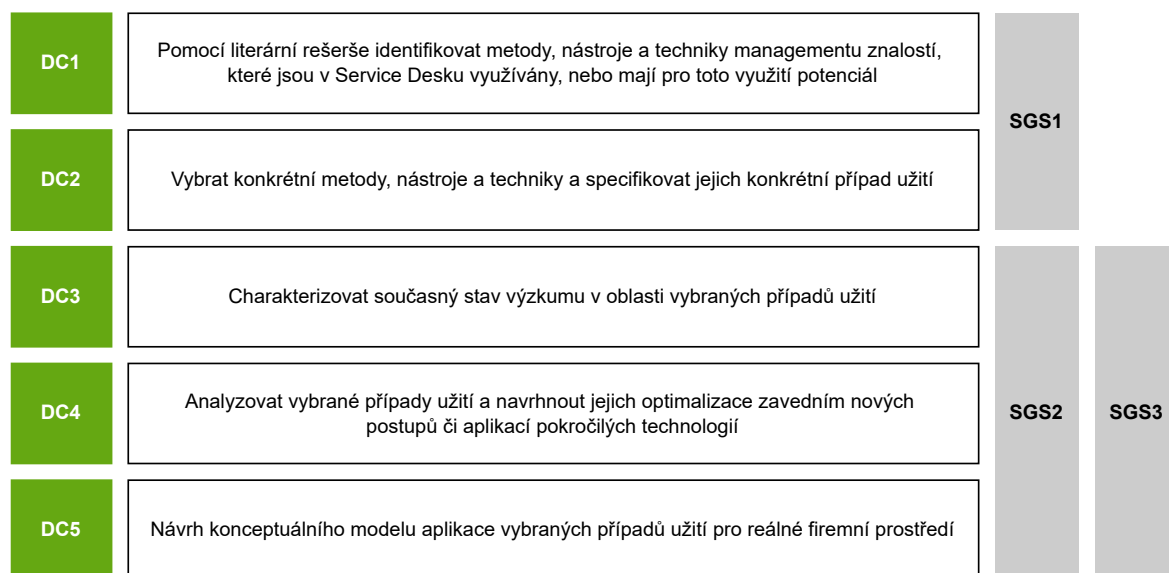 DC1
Pomocí literární rešerše identifikovat metody, nástroje a techniky managementu znalostí,
které jsou v Service Desku využívány, nebo mají pro toto využití potenciál
SGS1
DC2
Vybrat konkrétní metody, nástroje a techniky a specifikovat jejich konkrétní případ užití
DC3
Charakterizovat současný stav výzkumu v oblasti vybraných případů užití
DC4
Analyzovat vybrané případy užití a navrhnout jejich optimalizace zavedním nových
postupů či aplikací pokročilých technologií
SGS2
SGS3
DC5
Návrh konceptuálního modelu aplikace vybraných případů užití pro reálné firemní prostředí